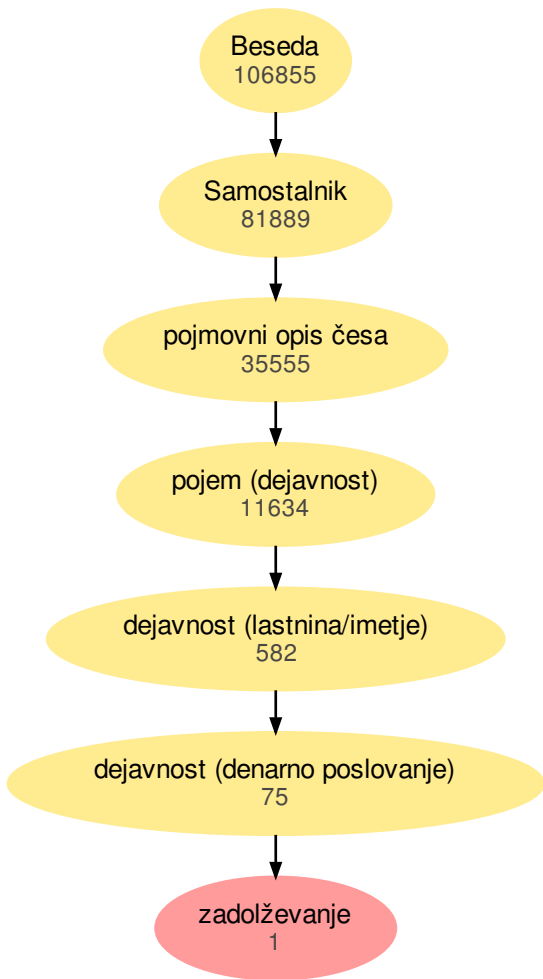 Beseda
106855
Samostalnik
81889
pojmovni opis česa
35555
pojem (dejavnost)
11634
dejavnost (lastnina/imetje)
582
dejavnost (denarno poslovanje)
75
zadolževanje
1